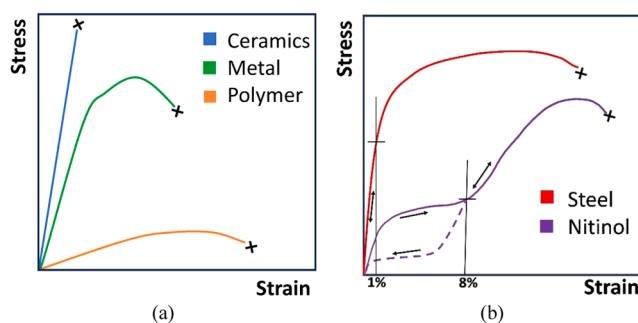 Stress
Ceramics
Metal
Polymer
Strain
(a)
Stress
Steel
Nitinol
1%
8%
Strain
(b)